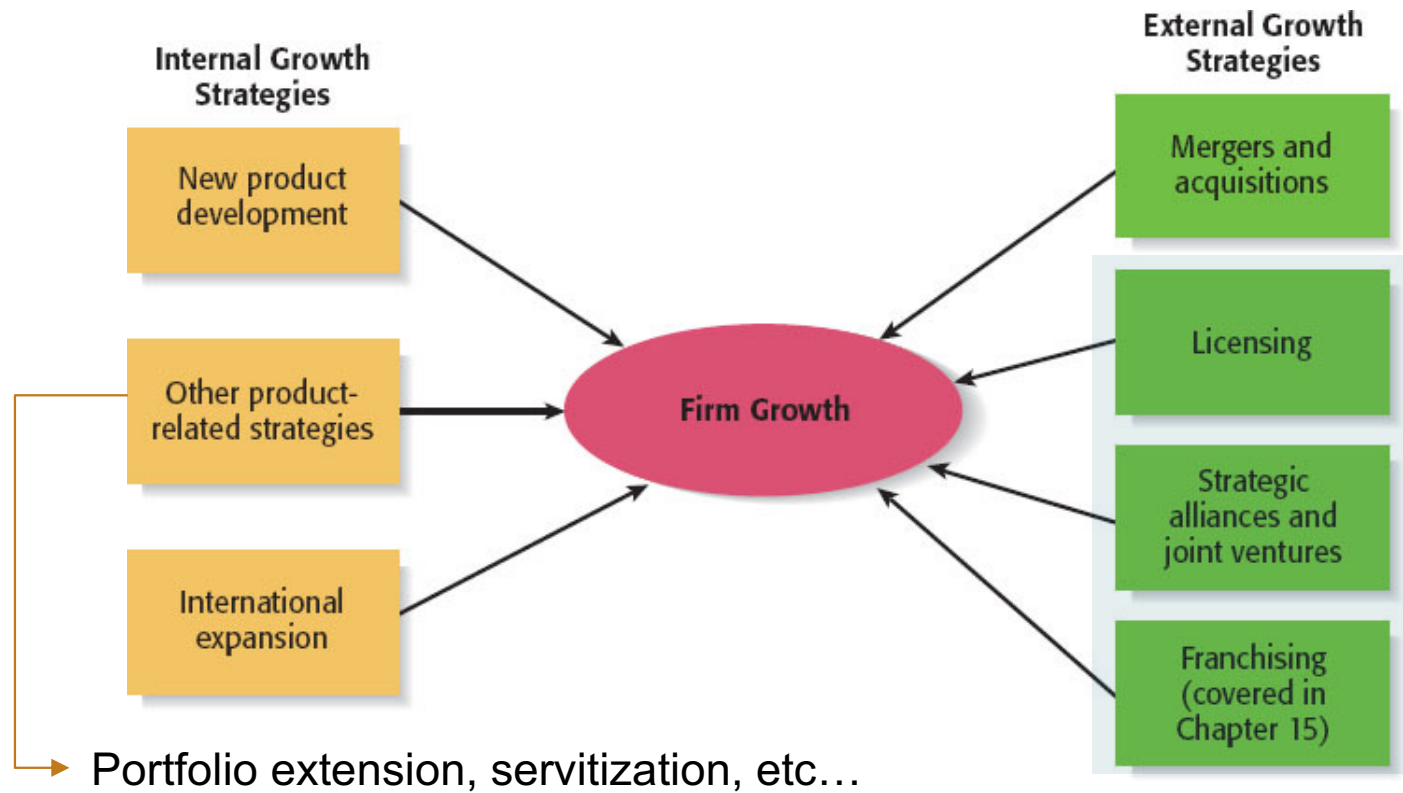 Internal Growth
Strategies
New product
development
Other product-
related strategies
International
expansion
Firm Growth
External Growth
Strategies
Mergers and
acquisitions
Licensing
Strategic
alliances and
joint ventures
Franchising
(covered in
Chapter 15)
Portfolio extension, servitization, etc…